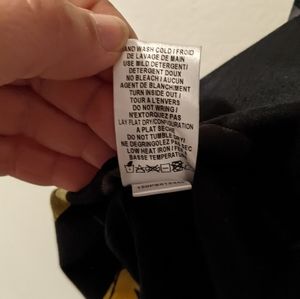 HAND WASH COLD / FROID
DE LAVAGE DE MAIN
USE MILD DETERGENT/
DETERGENT DOUX
NO BLEACH / AUCUN
AGENT DE BLANCHIMENT
TURN INSIDE OUT /
TOUR A L'ENVERS
DO NOT WRING /
N'EXTORQUEZ PAS
LAY FLAT DRY/CONFIGURATION
A PLAT SECHE
DO NOT TUMBLE DRY /
NE DEGRINGOLEZ PAS SEC
LOW HEAT IRON / FER SEC
BASSE TEMPERATURE